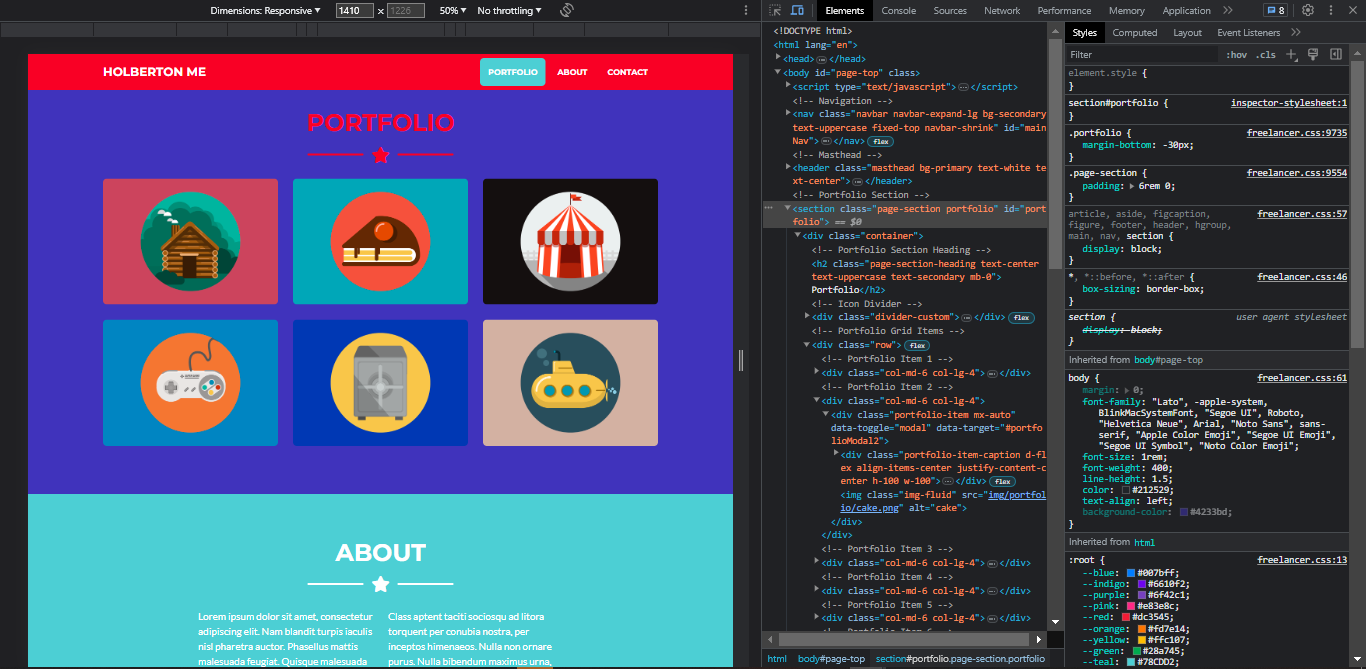 Dimensions: Responsive ▼ 1410 × 1226 50% ▼ No throttling ▼
Elements Console Sources Network Performance Memory Application » 8
HOLBERTON ME PORTFOLIO ABOUT CONTACT
PORTFOLIO
ABOUT
Lorem ipsum dolor sit amet, consectetur
adipiscing elit. Nam blandit turpis iaculis
nisl pharetra auctor. Phasellus mattis
malesuada feugiat. Quisque malesuada
Class aptent taciti sociosqu ad litora
torquent per conubia nostra, per
inceptos himenaeos. Nulla non ornare
purus. Nulla bibendum maximus urna,
<!DOCTYPE html>
<html lang="en">
<head>…</head>
<body id="page-top" class>
<script type="text/javascript">…</script>
<!-- Navigation -->
<nav class="navbar navbar-expand-lg bg-secondary
text-uppercase fixed-top navbar-shrink" id="main
Nav">…</nav> flex
<!-- Masthead -->
<header class="masthead bg-primary text-white te
xt-center">…</header>
<!-- Portfolio Section -->
<section class="page-section portfolio" id="port
folio"> == $0
<div class="container">
<!-- Portfolio Section Heading -->
<h2 class="page-section-heading text-center
text-uppercase text-secondary mb-0">
Portfolio</h2>
<!-- Icon Divider -->
<div class="divider-custom">…</div> flex
<!-- Portfolio Grid Items -->
<div class="row"> flex
<!-- Portfolio Item 1 -->
<div class="col-md-6 col-lg-4">…</div>
<!-- Portfolio Item 2 -->
<div class="col-md-6 col-lg-4">
<div class="portfolio-item mx-auto"
data-toggle="modal" data-target="#portfo
lioModal2">
<div class="portfolio-item-caption d-fl
ex align-items-center justify-content-c
enter h-100 w-100">…</div> flex
<img class="img-fluid" src="img/portfol
io/cake.png" alt="cake">
</div>
</div>
<!-- Portfolio Item 3 -->
<div class="col-md-6 col-lg-4">…</div>
<!-- Portfolio Item 4 -->
<div class="col-md-6 col-lg-4">…</div>
<!-- Portfolio Item 5 -->
<div class="col-md-6 col-lg-4">…</div>
<!-- Portfolio Item 6 -->
html body#page-top section#portfolio.page-section.portfolio
Styles Computed Layout Event Listeners »
Filter :hov .cls
element.style {
}
section#portfolio { inspector-stylesheet:1
}
.portfolio { freelancer.css:9735
margin-bottom: -30px;
}
.page-section { freelancer.css:9554
padding: 6rem 0;
}
article, aside, figcaption, freelancer.css:57
figure, footer, header, hgroup,
main, nav, section {
display: block;
}
*, *::before, *::after { freelancer.css:46
box-sizing: border-box;
}
section { user agent stylesheet
display: block;
}
Inherited from body#page-top
body { freelancer.css:61
margin: 0;
font-family: "Lato", -apple-system,
BlinkMacSystemFont, "Segoe UI", Roboto,
"Helvetica Neue", Arial, "Noto Sans", sans-
serif, "Apple Color Emoji", "Segoe UI Emoji",
"Segoe UI Symbol", "Noto Color Emoji";
font-size: 1rem;
font-weight: 400;
line-height: 1.5;
color: #212529;
text-align: left;
background-color: #4233bd;
}
Inherited from html
:root { freelancer.css:13
--blue: #007bff;
--indigo: #6610f2;
--purple: #6f42c1;
--pink: #e83e8c;
--red: #dc3545;
--orange: #fd7e14;
--yellow: #ffc107;
--green: #28a745;
--teal: #78CDD2;